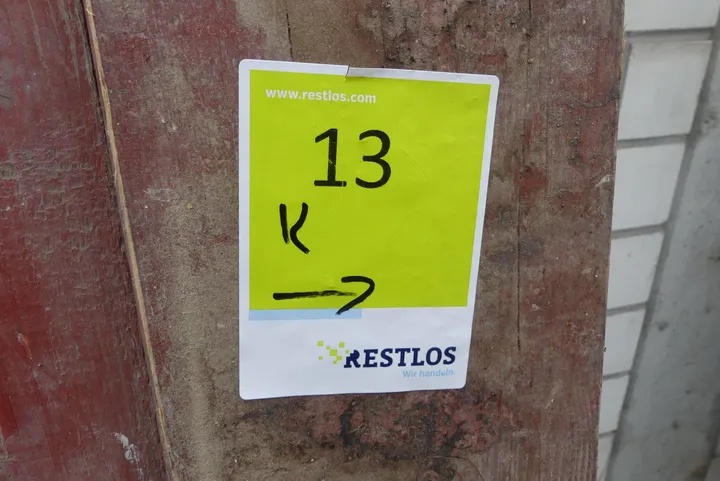 www.restlos.com
13
K
→
RESTLOS
Wir handeln.